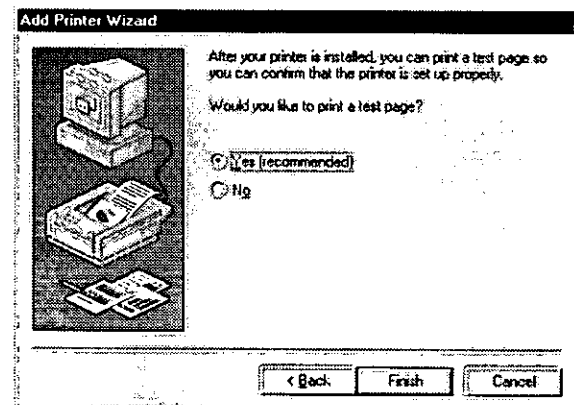 Add Printer Wizard
After your printer is installed, you can print a test page so
you can confirm that the printer is set up properly.
Would you like to print a test page?
Yes (recommended)
No
< Back
Finish
Cancel